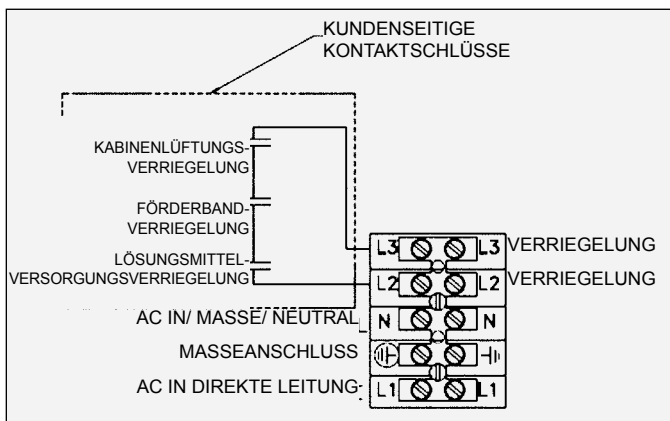 KUNDENSEITIGE
KONTAKTSCHLÜSSE
KABINENLÜFTUNGS-
VERRIEGELUNG
FÖRDERBAND-
VERRIEGELUNG
LÖSUNGSMITTEL-
VERSORGUNGSVERRIEGELUNG
L3 L3 VERRIEGELUNG
L2 L2 VERRIEGELUNG
AC IN/ MASSE/ NEUTRAL N N
MASSEANSCHLUSS
AC IN DIREKTE LEITUNG L1 L1